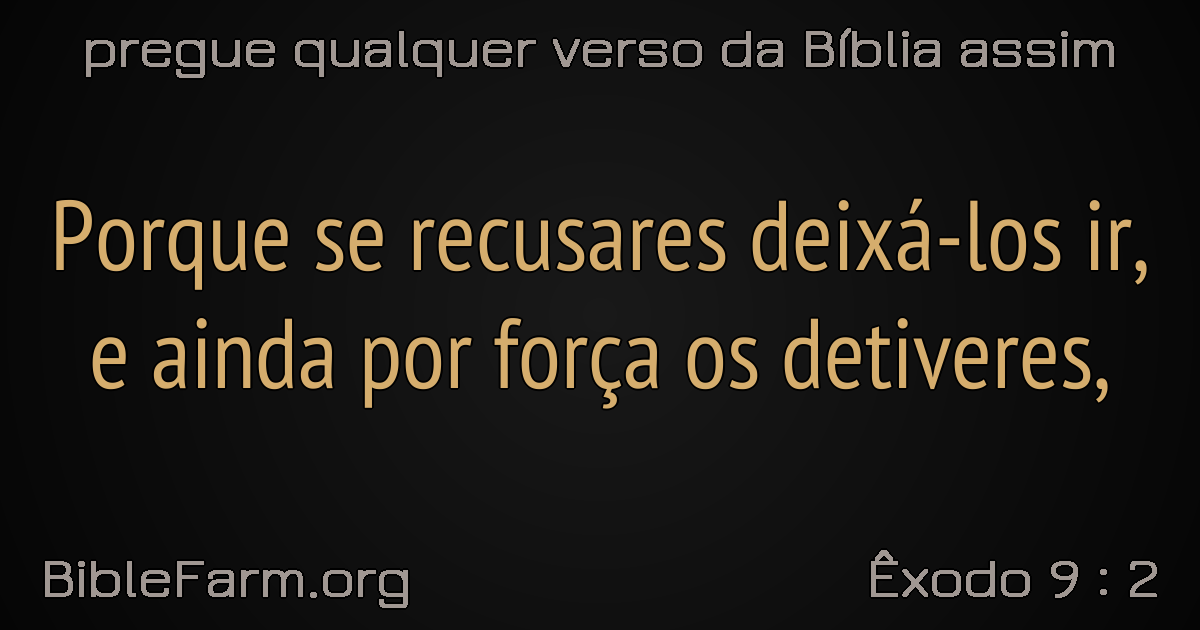 pregue qualquer verso da Bíblia assim
Porque se recusares deixá-los ir,
e ainda por força os detiveres,
BibleFarm.org
Êxodo 9 : 2